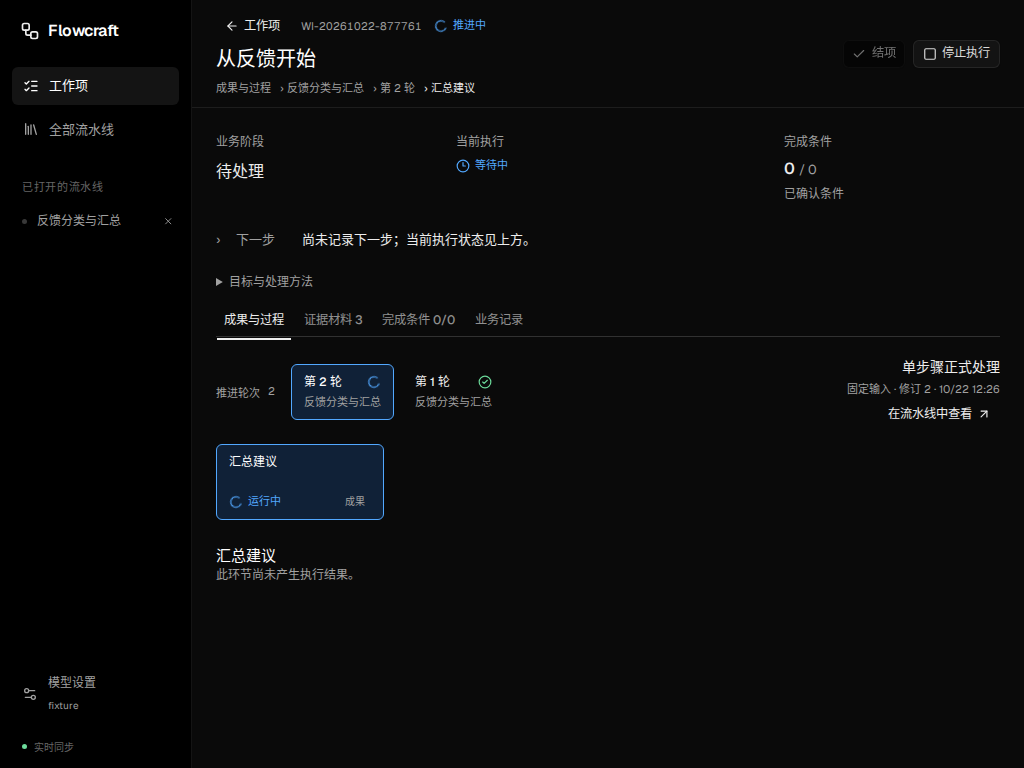 Flowcraft
工作项
全部流水线
已打开的流水线
反馈分类与汇总 ×
模型设置
fixture
实时同步
← 工作项 WI-20261022-877761 推进中
从反馈开始
成果与过程 › 反馈分类与汇总 › 第 2 轮 › 汇总建议
结项 停止执行
业务阶段
待处理
当前执行
等待中
完成条件
0 / 0
已确认条件
› 下一步 尚未记录下一步；当前执行状态见上方。
▶ 目标与处理方法
成果与过程 证据材料 3 完成条件 0/0 业务记录
推进轮次 2
第 2 轮
反馈分类与汇总
第 1 轮
反馈分类与汇总
单步骤正式处理
固定输入 · 修订 2 · 10/22 12:26
在流水线中查看 ↗
汇总建议
运行中 成果
汇总建议
此环节尚未产生执行结果。